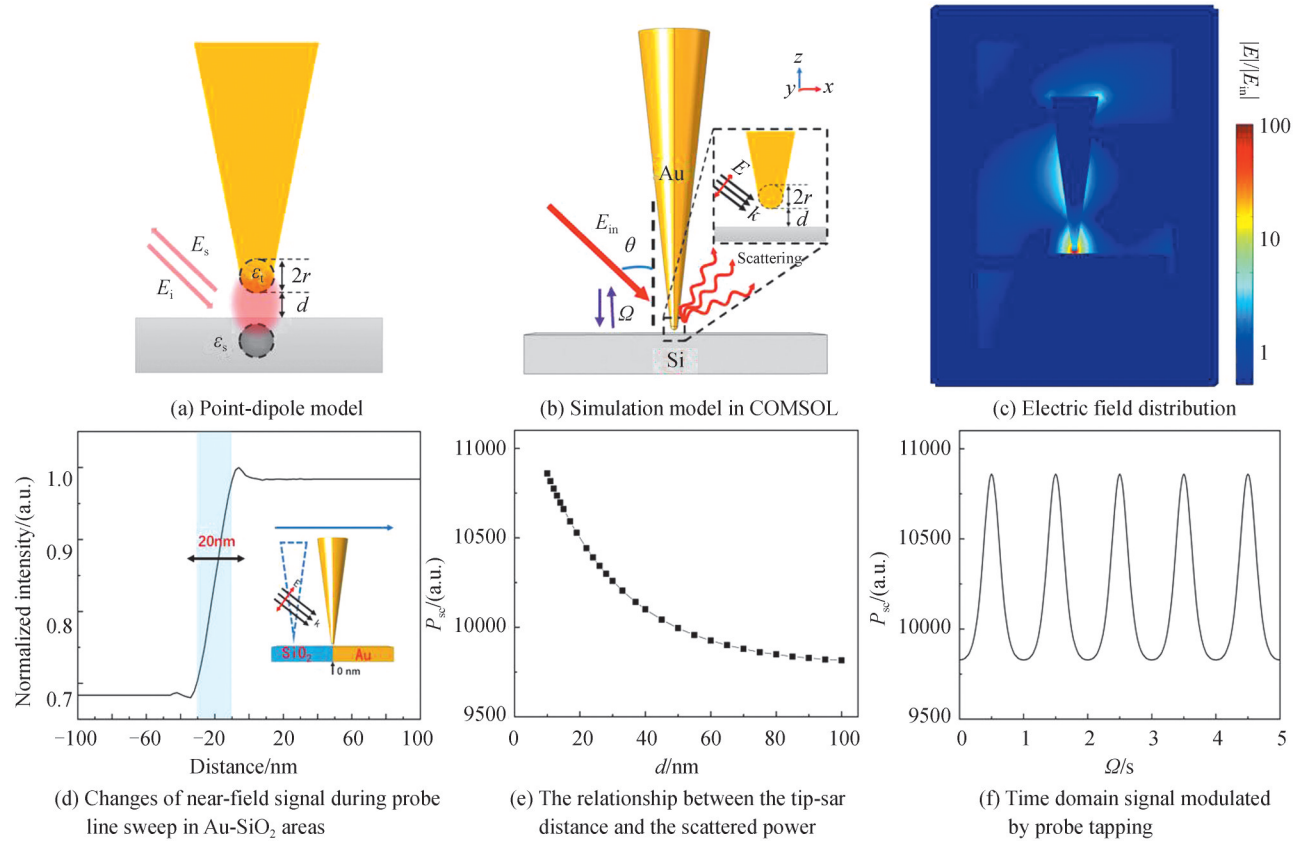 E_s
E_i
ε_t
2r
d
ε_s
(a) Point-dipole model
z
y
x
Au
E_in
θ
Ω
E
k
2r
d
Scattering
Si
(b) Simulation model in COMSOL
|E|/|E_in|
100
10
1
(c) Electric field distribution
Normalized intensity/(a.u.)
1.0
0.9
0.8
0.7
20nm
E
k
SiO₂
Au
0 nm
−100 −60 −20 20 60 100
Distance/nm
(d) Changes of near-field signal during probe
line sweep in Au-SiO₂ areas
P_sc/(a.u.)
11000
10500
10000
9500
0 20 40 60 80 100
d/nm
(e) The relationship between the tip-sar
distance and the scattered power
P_sc/(a.u.)
11000
10500
10000
9500
0 1 2 3 4 5
Ω/s
(f) Time domain signal modulated
by probe tapping